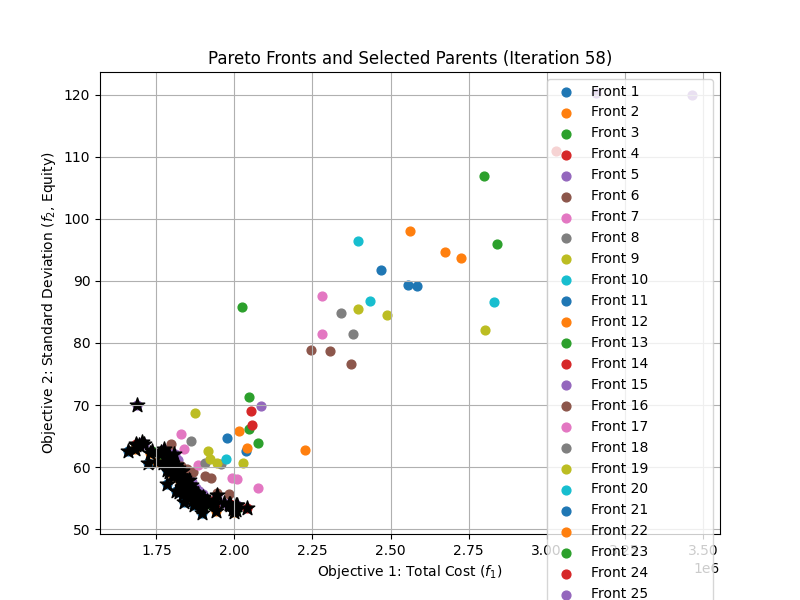 Pareto Fronts and Selected Parents (Iteration 58)
Objective 2: Standard Deviation (f₂, Equity)
120
110
100
90
80
70
60
50
1.75
2.00
2.25
2.50
2.75
3.00
3.25
3.50
1e6
Objective 1: Total Cost (f₁)
Front 1
Front 2
Front 3
Front 4
Front 5
Front 6
Front 7
Front 8
Front 9
Front 10
Front 11
Front 12
Front 13
Front 14
Front 15
Front 16
Front 17
Front 18
Front 19
Front 20
Front 21
Front 22
Front 23
Front 24
Front 25